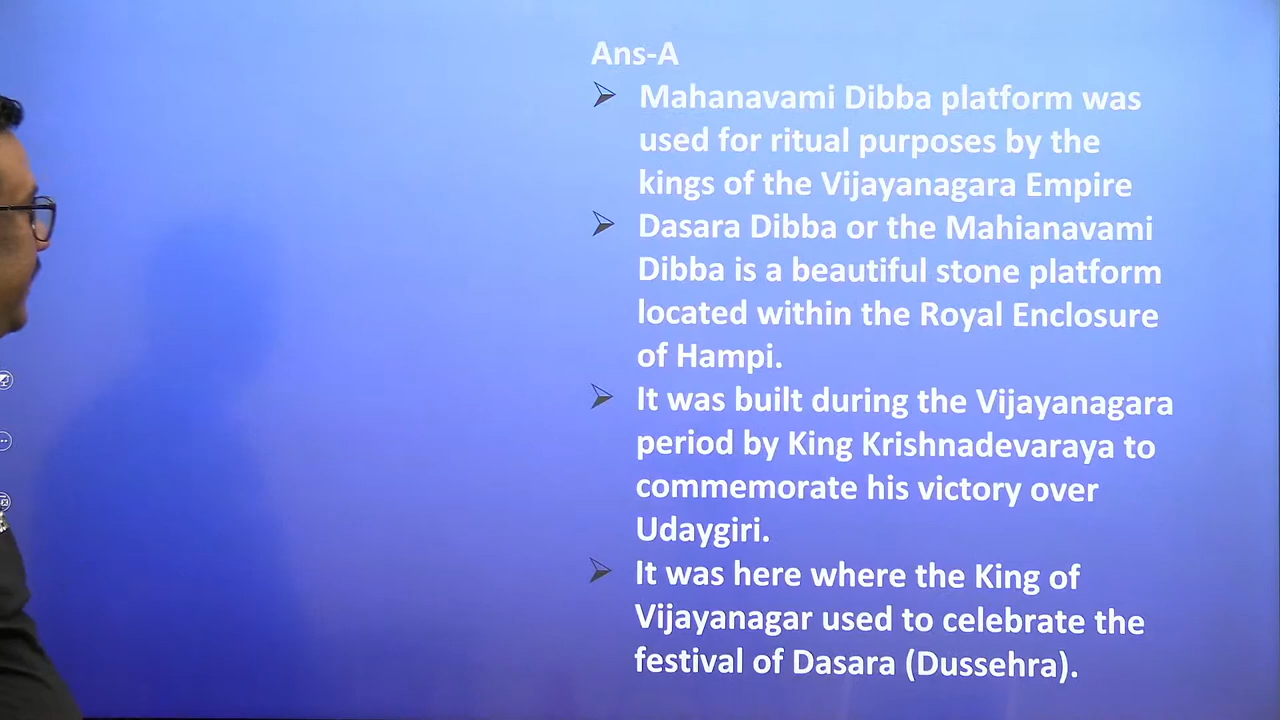 Ans-A
➢ Mahanavami Dibba platform was
used for ritual purposes by the
kings of the Vijayanagara Empire
➢ Dasara Dibba or the Mahianavami
Dibba is a beautiful stone platform
located within the Royal Enclosure
of Hampi.
➢ It was built during the Vijayanagara
period by King Krishnadevaraya to
commemorate his victory over
Udaygiri.
➢ It was here where the King of
Vijayanagar used to celebrate the
festival of Dasara (Dussehra).